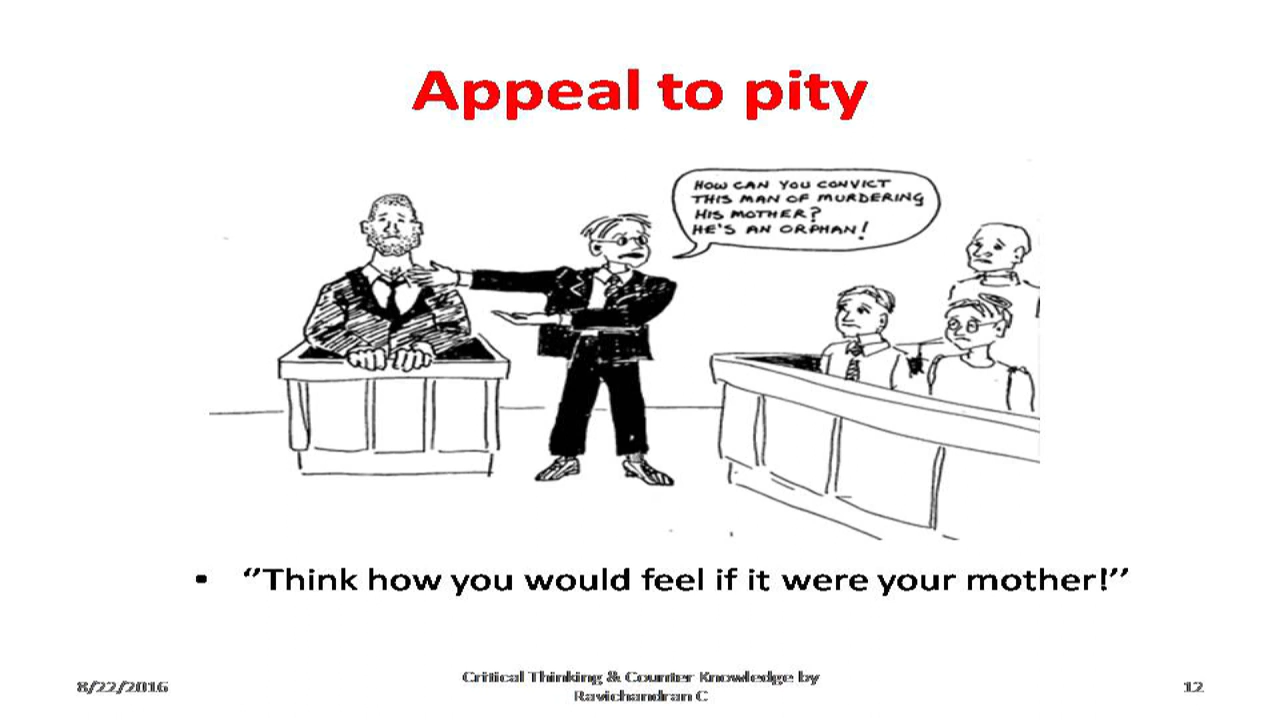 Appeal to pity
HOW CAN YOU CONVICT
THIS MAN OF MURDERING
HIS MOTHER?
HE'S AN ORPHAN!
• ‘‘Think how you would feel if it were your mother!’’
8/22/2016
Critical Thinking & Counter Knowledge by
Ravichandran C
12